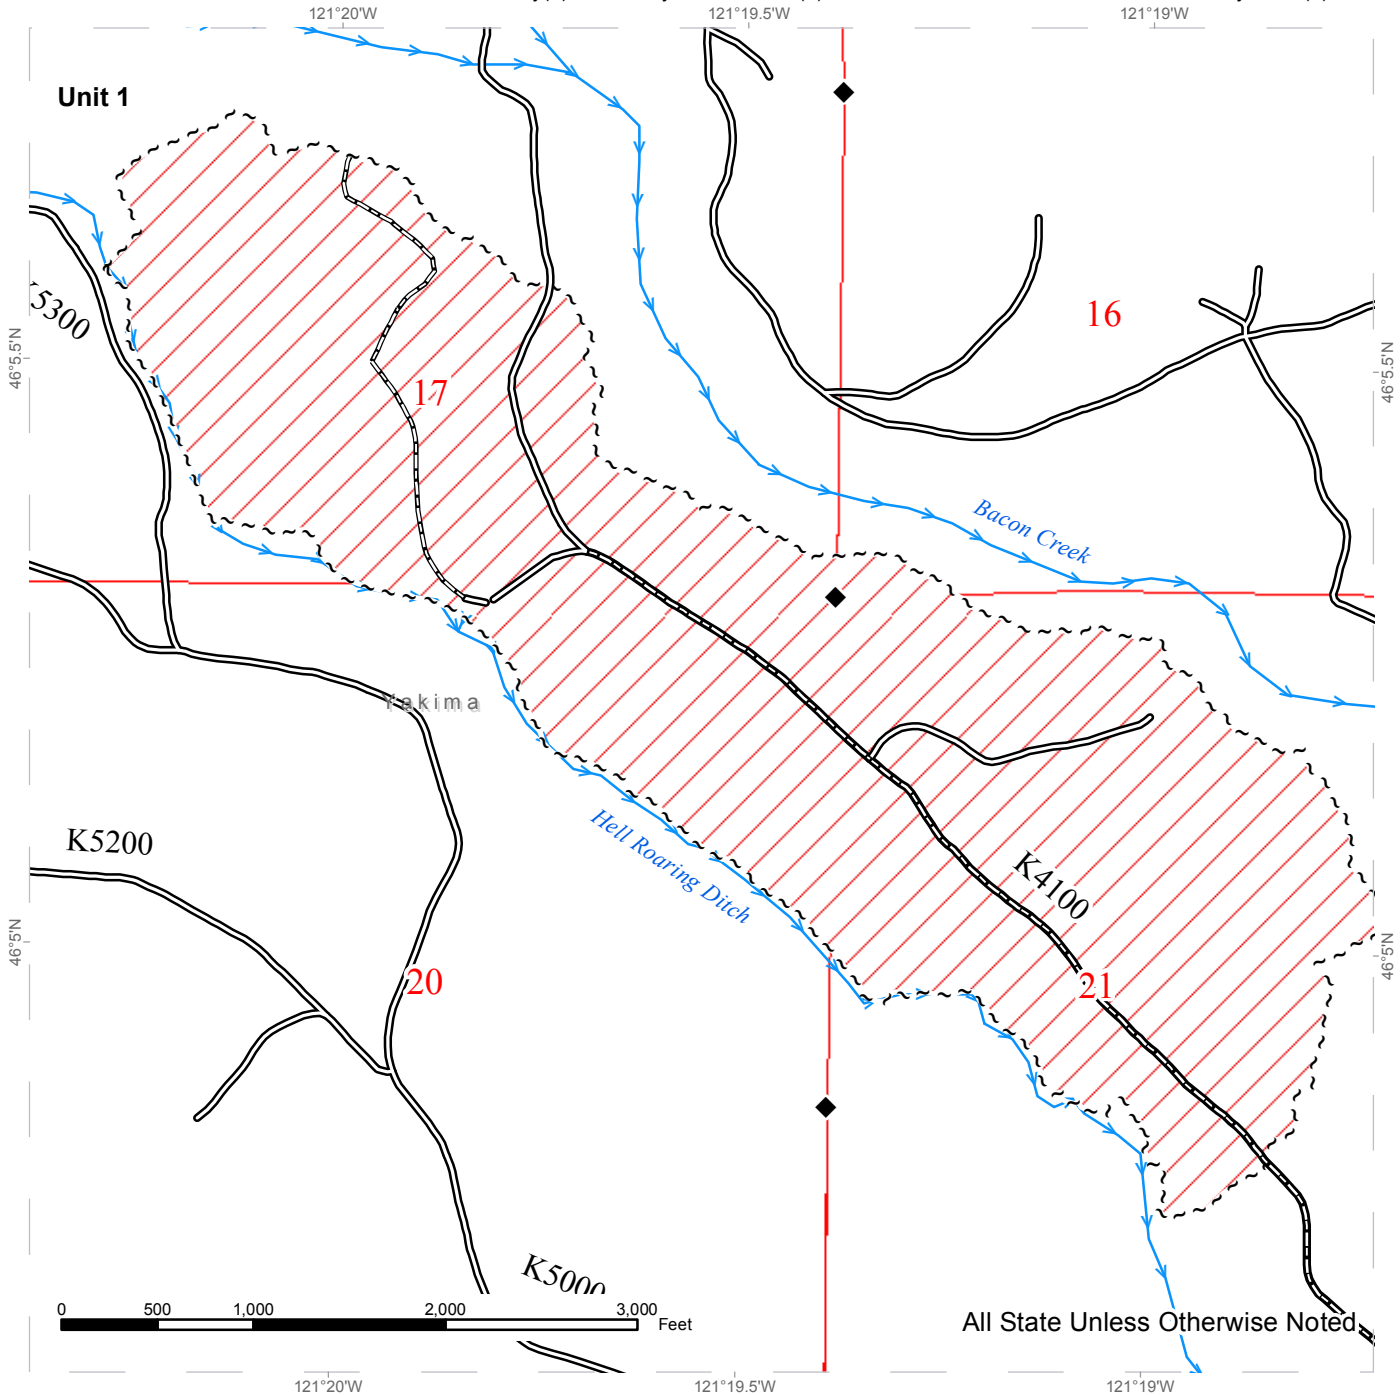 121°20'W 121°19.5'W 121°19'W
Unit 1
K5300
46°5.5'N
46°5.5'N
16
17
Bacon Creek
Yakima
Hell Roaring Ditch
K5200
K4100
46°5'N
46°5'N
20
21
K5000
0 500 1,000 2,000 3,000
Feet
All State Unless Otherwise Noted
121°20'W 121°19.5'W 121°19'W